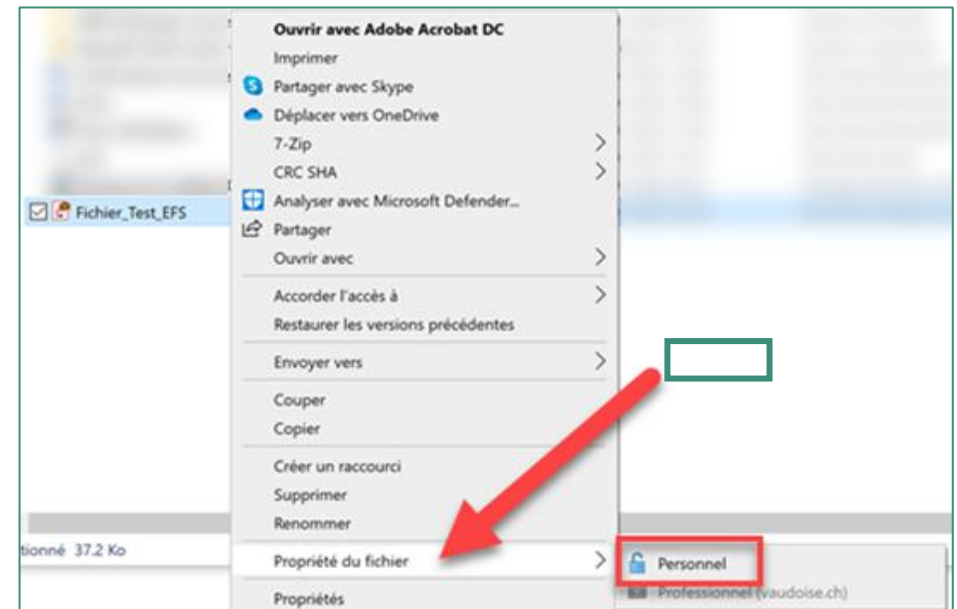 Ouvrir avec Adobe Acrobat DC
Imprimer
Partager avec Skype
Déplacer vers OneDrive
7-Zip
CRC SHA
Analyser avec Microsoft Defender...
Fichier_Test_EFS
Partager
Ouvrir avec
Accorder l'accès à
Restaurer les versions précédentes
Envoyer vers
Couper
Copier
Créer un raccourci
Supprimer
Renommer
tionné 37.2 Ko
Propriété du fichier
Personnel
Professionnel (vaudoise.ch)
Propriétés